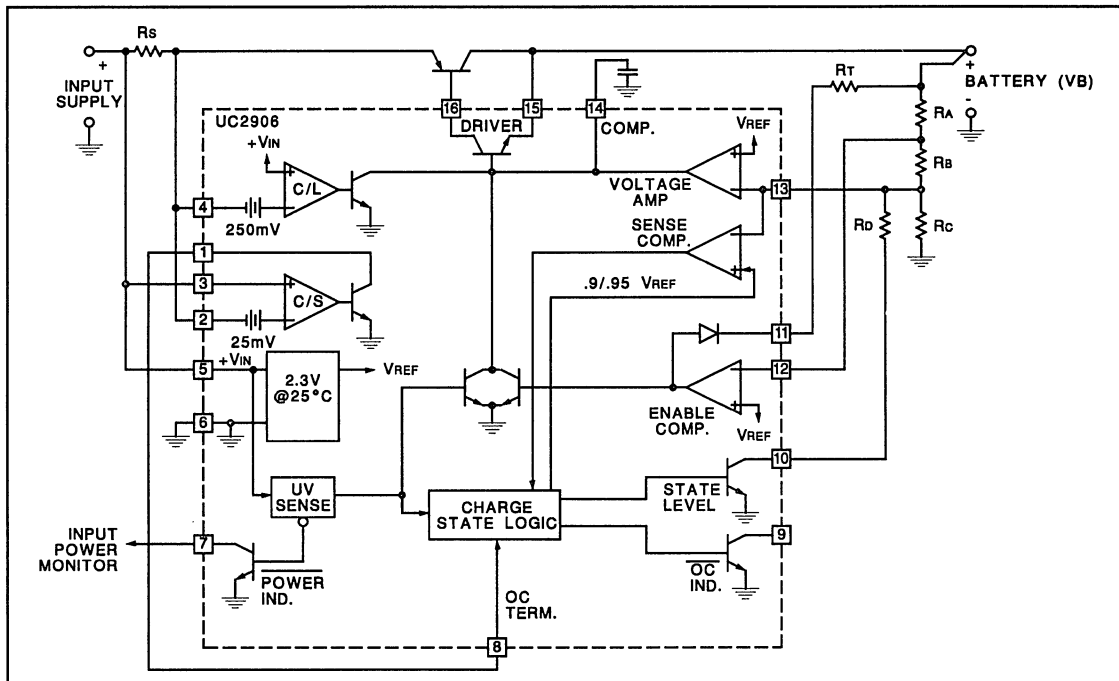 RS
+
INPUT
SUPPLY
RT
+
BATTERY (VB)
-
RA
RB
RC
RD
UC2906
16
DRIVER
15
14
COMP.
+VIN
C/L
+
4
250mV
VREF
+
VOLTAGE
AMP
13
SENSE
COMP.
+
.9/.95 VREF
1
3
+
C/S
2
25mV
+VIN
5
2.3V
@25°C
VREF
6
11
12
ENABLE
COMP.
+
VREF
10
STATE
LEVEL
UV
SENSE
CHARGE
STATE LOGIC
9
OC
IND.
INPUT
POWER
MONITOR
7
POWER
IND.
OC
TERM.
8